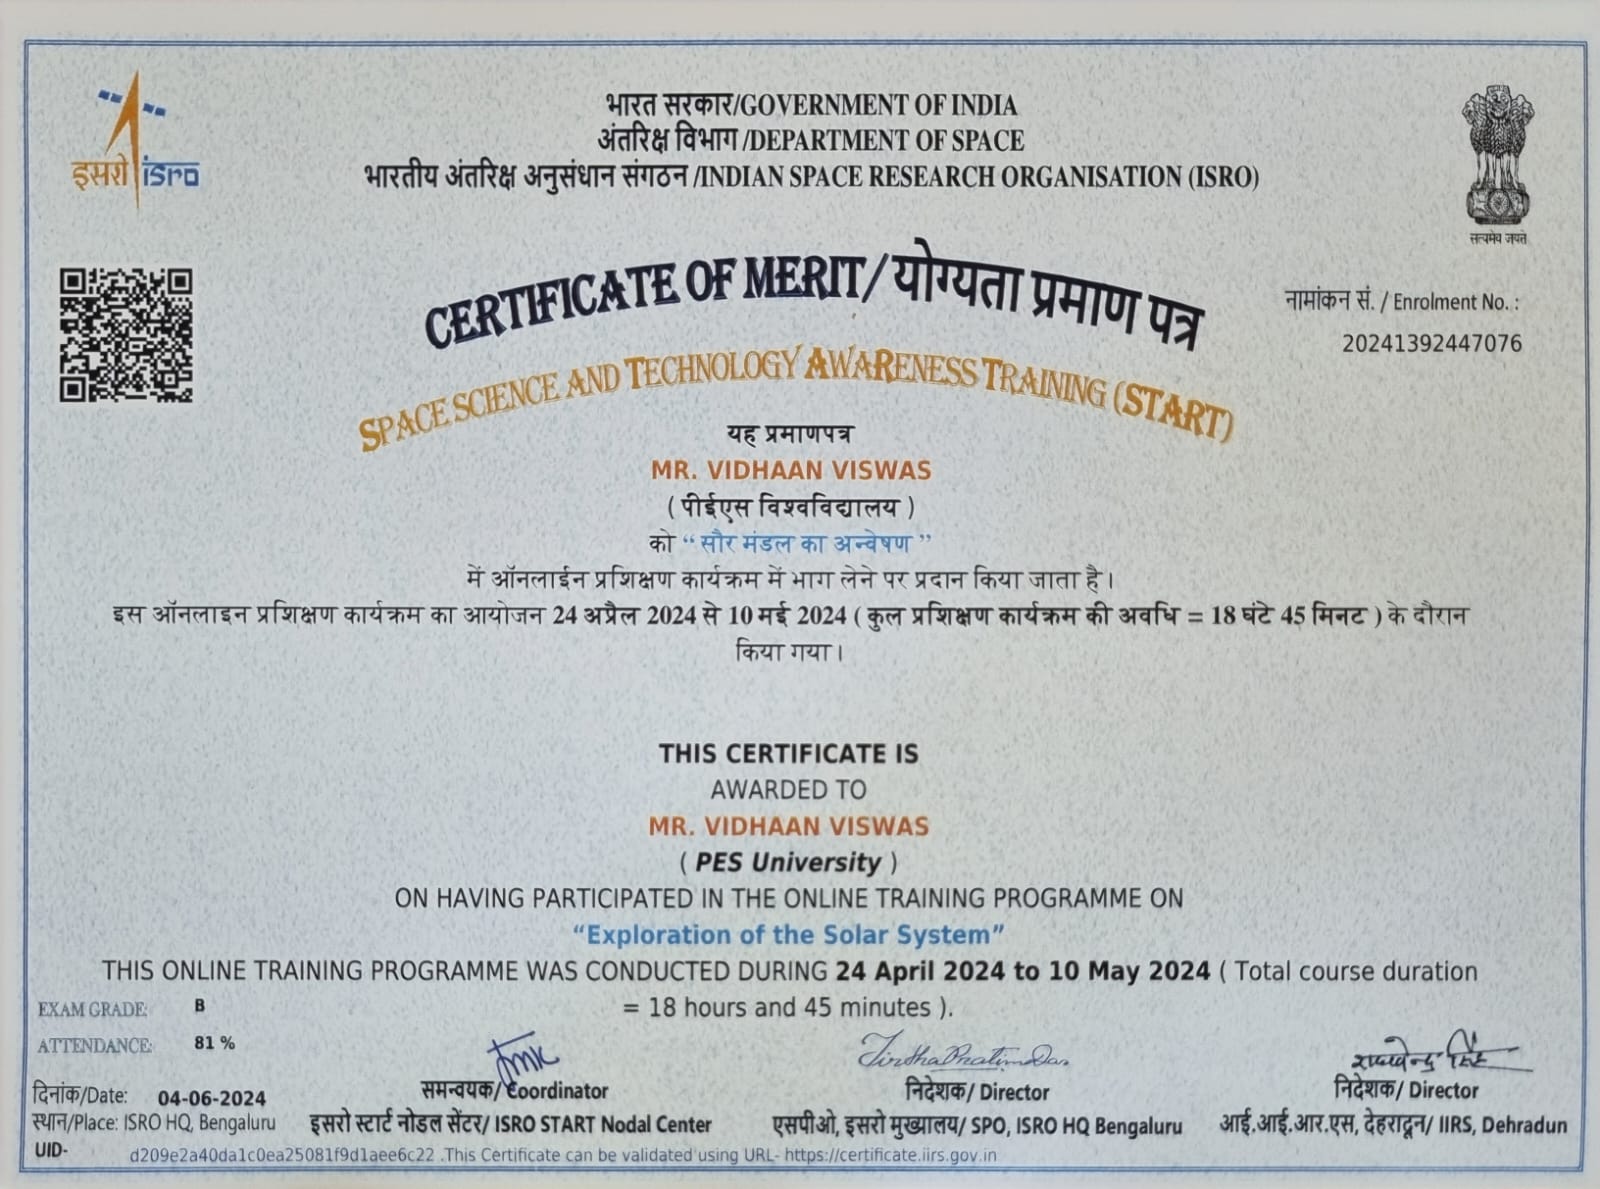 इसरो isro
भारत सरकार/GOVERNMENT OF INDIA
अंतरिक्ष विभाग /DEPARTMENT OF SPACE
भारतीय अंतरिक्ष अनुसंधान संगठन /INDIAN SPACE RESEARCH ORGANISATION (ISRO)
सत्यमेव जयते
CERTIFICATE OF MERIT/ योग्यता प्रमाण पत्र
नामांकन सं. / Enrolment No. :
20241392447076
SPACE SCIENCE AND TECHNOLOGY AWARENESS TRAINING (START)
यह प्रमाणपत्र
MR. VIDHAAN VISWAS
( पीईएस विश्वविद्यालय )
को “ सौर मंडल का अन्वेषण ”
में ऑनलाईन प्रशिक्षण कार्यक्रम में भाग लेने पर प्रदान किया जाता है।
इस ऑनलाइन प्रशिक्षण कार्यक्रम का आयोजन 24 अप्रैल 2024 से 10 मई 2024 ( कुल प्रशिक्षण कार्यक्रम की अवधि = 18 घंटे 45 मिनट ) के दौरान
किया गया।
THIS CERTIFICATE IS
AWARDED TO
MR. VIDHAAN VISWAS
( PES University )
ON HAVING PARTICIPATED IN THE ONLINE TRAINING PROGRAMME ON
“Exploration of the Solar System”
THIS ONLINE TRAINING PROGRAMME WAS CONDUCTED DURING 24 April 2024 to 10 May 2024 ( Total course duration
= 18 hours and 45 minutes ).
EXAM GRADE: B
ATTENDANCE: 81 %
TirthaPratimDas
दिनांक/Date: 04-06-2024
समन्वयक/ Coordinator
निदेशक/ Director
निदेशक/ Director
स्थान/Place: ISRO HQ, Bengaluru
इसरो स्टार्ट नोडल सेंटर/ ISRO START Nodal Center
एसपीओ, इसरो मुख्यालय/ SPO, ISRO HQ Bengaluru
आई.आई.आर.एस, देहरादून/ IIRS, Dehradun
UID- d209e2a40da1c0ea25081f9d1aee6c22 .This Certificate can be validated using URL- https://certificate.iirs.gov.in